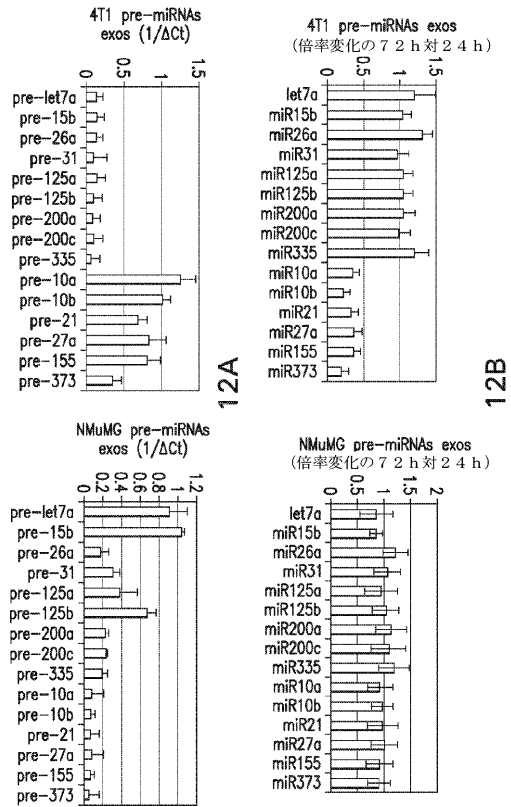 4T1 pre-miRNAs
exos (1/ΔCt)
0 0.5 1 1.5
pre-let7a
pre-15b
pre-26a
pre-31
pre-125a
pre-125b
pre-200a
pre-200c
pre-335
pre-10a
pre-10b
pre-21
pre-27a
pre-155
pre-373
12A
4T1 pre-miRNAs exos
(倍率変化の72h対24h)
0 0.5 1 1.5
let7a
miR15b
miR26a
miR31
miR125a
miR125b
miR200a
miR200c
miR335
miR10a
miR10b
miR21
miR27a
miR155
miR373
12B
NMuMG pre-miRNAs
exos (1/ΔCt)
0 0.2 0.4 0.6 0.8 1 1.2
pre-let7a
pre-15b
pre-26a
pre-31
pre-125a
pre-125b
pre-200a
pre-200c
pre-335
pre-10a
pre-10b
pre-21
pre-27a
pre-155
pre-373
NMuMG pre-miRNAs exos
(倍率変化の72h対24h)
0 0.5 1 1.5 2
let7a
miR15b
miR26a
miR31
miR125a
miR125b
miR200a
miR200c
miR335
miR10a
miR10b
miR21
miR27a
miR155
miR373